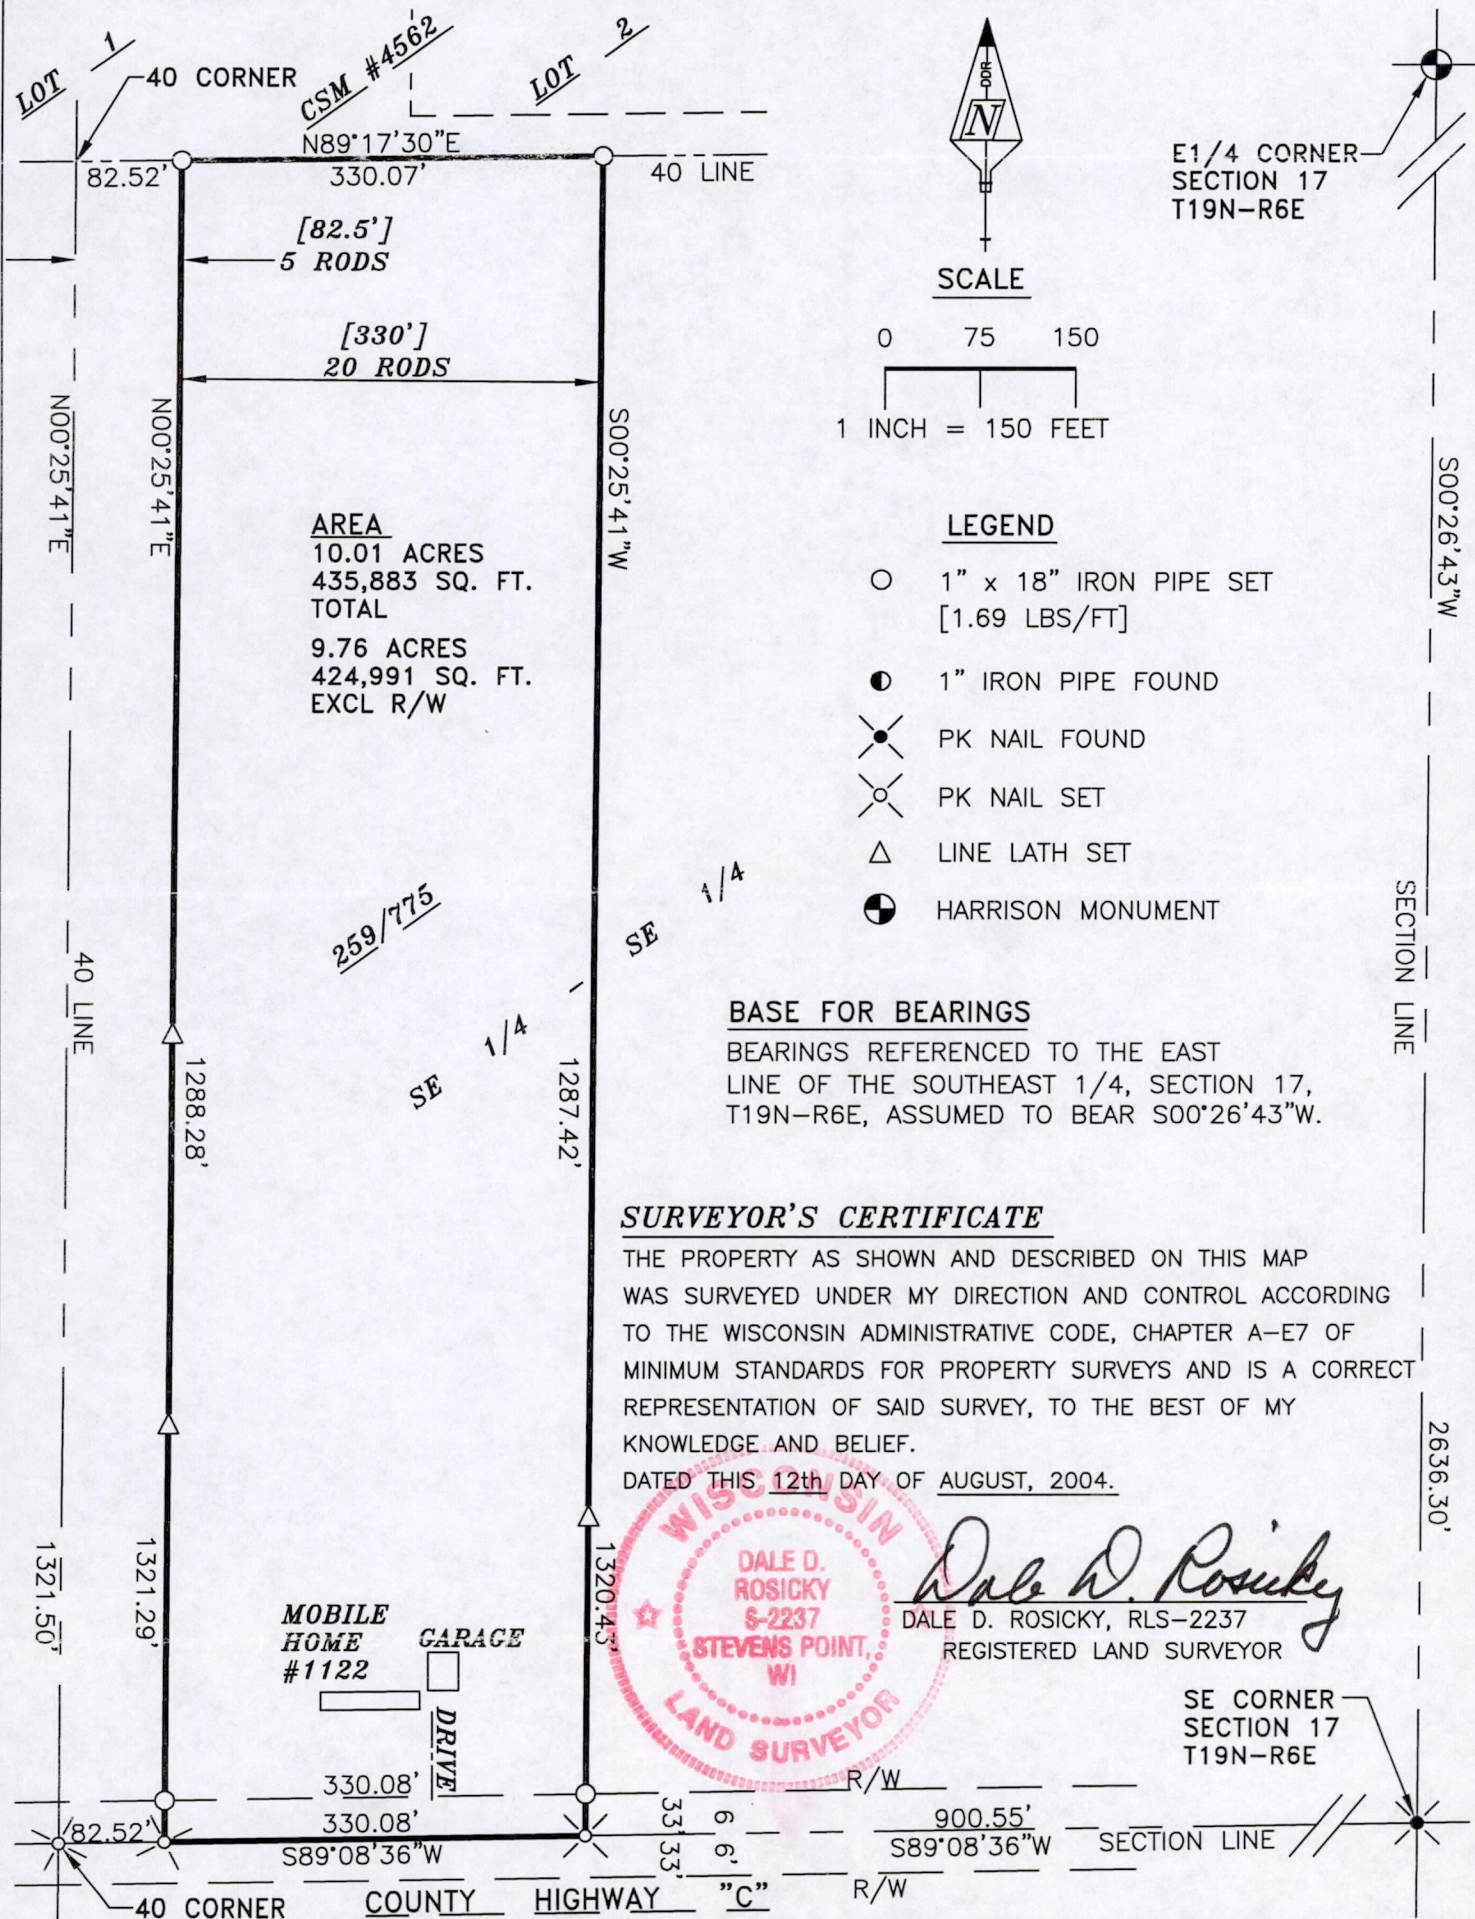 LOT 1
40 CORNER
CSM #4562
LOT 2
N89°17'30"E
82.52'
330.07'
40 LINE
[82.5']
5 RODS
[330']
20 RODS
N00°25'41"E
N00°25'41"E
S00°25'41"W
AREA
10.01 ACRES
435,883 SQ. FT.
TOTAL
9.76 ACRES
424,991 SQ. FT.
EXCL R/W
259/775
SE 1/4 - SE 1/4
40 LINE
1288.28'
1287.42'
1321.50'
1321.29'
1320.43'
MOBILE
HOME
#1122
GARAGE
DRIVE
330.08'
330.08'
82.52'
S89°08'36"W
40 CORNER
COUNTY HIGHWAY "C"
DDR
N
SCALE
0 75 150
1 INCH = 150 FEET
E1/4 CORNER
SECTION 17
T19N-R6E
S00°26'43"W
LEGEND
1" x 18" IRON PIPE SET
[1.69 LBS/FT]
1" IRON PIPE FOUND
PK NAIL FOUND
PK NAIL SET
LINE LATH SET
HARRISON MONUMENT
SECTION LINE
BASE FOR BEARINGS
BEARINGS REFERENCED TO THE EAST
LINE OF THE SOUTHEAST 1/4, SECTION 17,
T19N-R6E, ASSUMED TO BEAR S00°26'43"W.
SURVEYOR'S CERTIFICATE
THE PROPERTY AS SHOWN AND DESCRIBED ON THIS MAP
WAS SURVEYED UNDER MY DIRECTION AND CONTROL ACCORDING
TO THE WISCONSIN ADMINISTRATIVE CODE, CHAPTER A-E7 OF
MINIMUM STANDARDS FOR PROPERTY SURVEYS AND IS A CORRECT
REPRESENTATION OF SAID SURVEY, TO THE BEST OF MY
KNOWLEDGE AND BELIEF.
DATED THIS 12th DAY OF AUGUST, 2004.
2636.30'
WISCONSIN
DALE D.
ROSICKY
S-2237
STEVENS POINT,
WI
LAND SURVEYOR
Dale D. Rosicky
DALE D. ROSICKY, RLS-2237
REGISTERED LAND SURVEYOR
SE CORNER
SECTION 17
T19N-R6E
R/W
33' 33'
6 6'
900.55'
S89°08'36"W
SECTION LINE
R/W